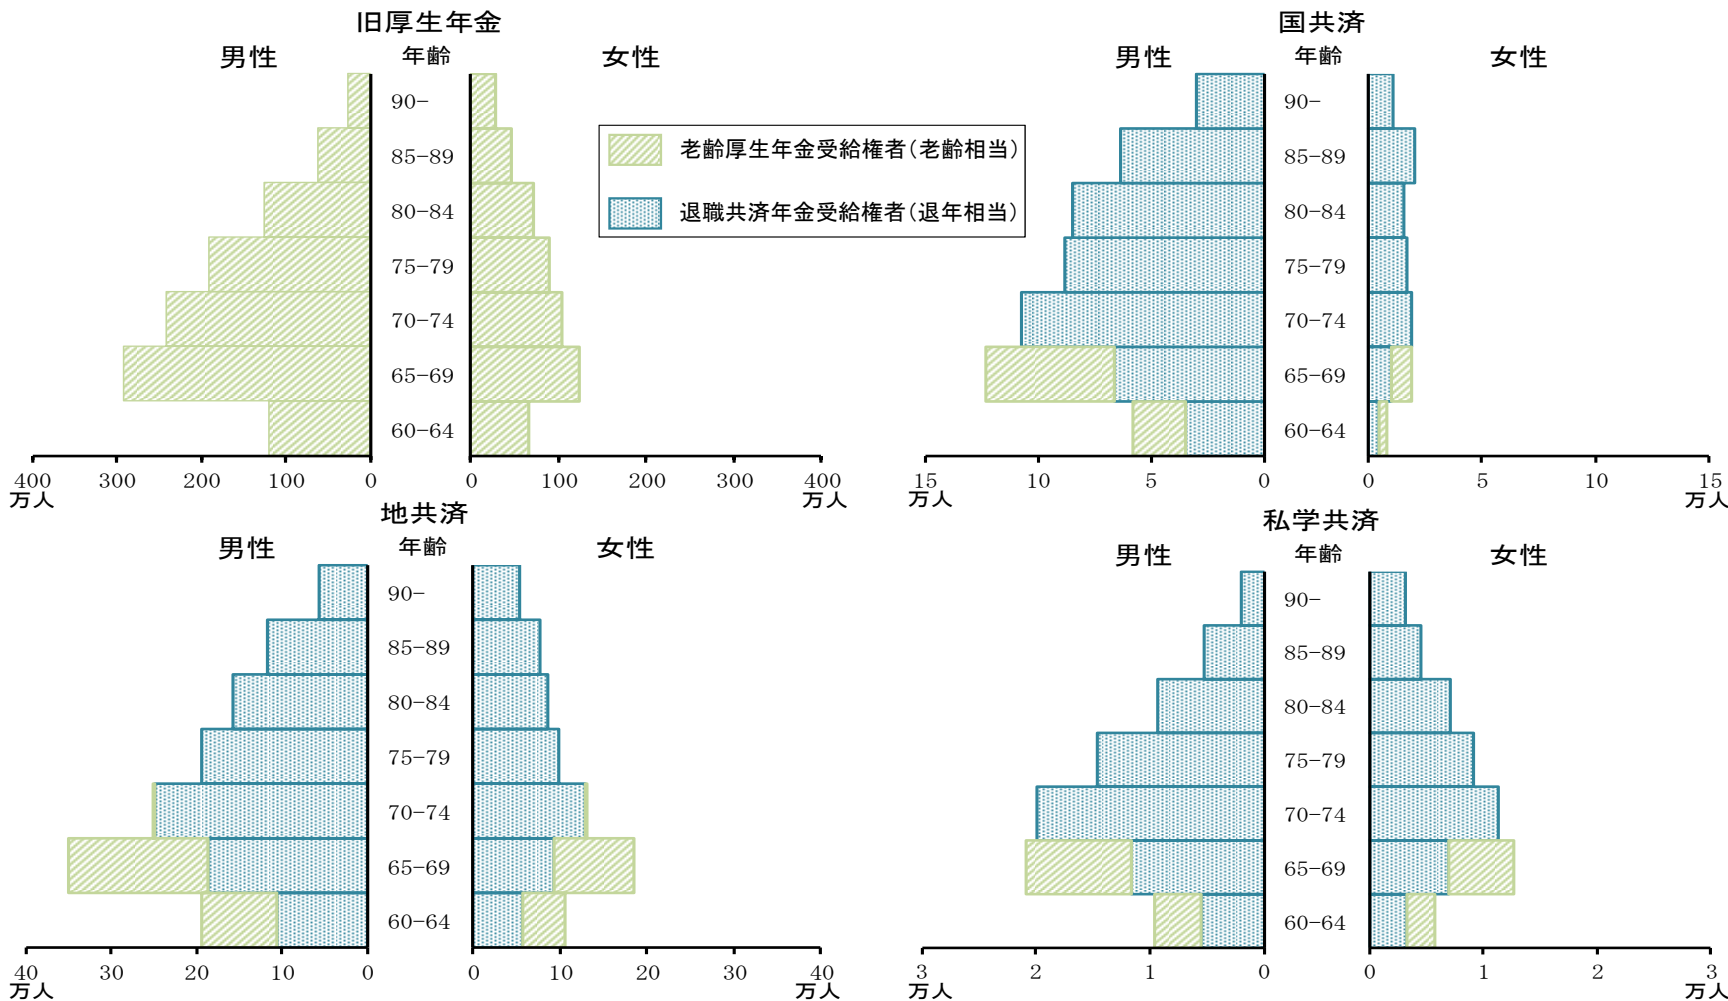 旧厚生年金
男性 年齢 女性
90-
85-89
80-84
75-79
70-74
65-69
60-64
400 300 200 100 0 0 100 200 300 400
万人 万人
老齢厚生年金受給権者(老齢相当)
退職共済年金受給権者(退年相当)
国共済
男性 年齢 女性
90-
85-89
80-84
75-79
70-74
65-69
60-64
15 10 5 0 0 5 10 15
万人 万人
地共済
男性 年齢 女性
90-
85-89
80-84
75-79
70-74
65-69
60-64
40 30 20 10 0 0 10 20 30 40
万人 万人
私学共済
男性 年齢 女性
90-
85-89
80-84
75-79
70-74
65-69
60-64
3 2 1 0 0 1 2 3
万人 万人